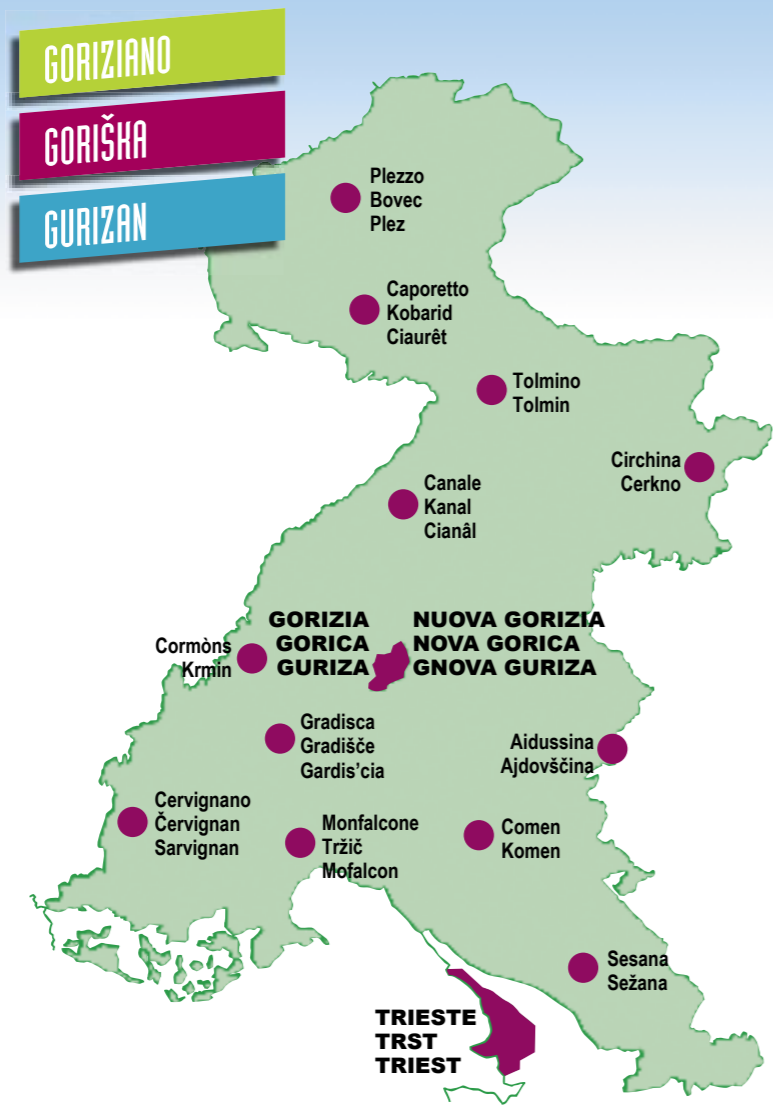 GORIZIANO
GORIŠKA
GURIZAN
Plezzo
Bovec
Plez
Caporetto
Kobarid
Ciaurêt
Tolmino
Tolmin
Circhina
Cerkno
Canale
Kanal
Cianâl
GORIZIA
GORICA
GURIZA
NUOVA GORIZIA
NOVA GORICA
GNOVA GURIZA
Cormòns
Krmin
Gradisca
Gradišče
Gardis'cia
Aidussina
Ajdovščina
Cervignano
Červignan
Sarvignan
Monfalcone
Tržič
Mofalcon
Comen
Komen
Sesana
Sežana
TRIESTE
TRST
TRIEST